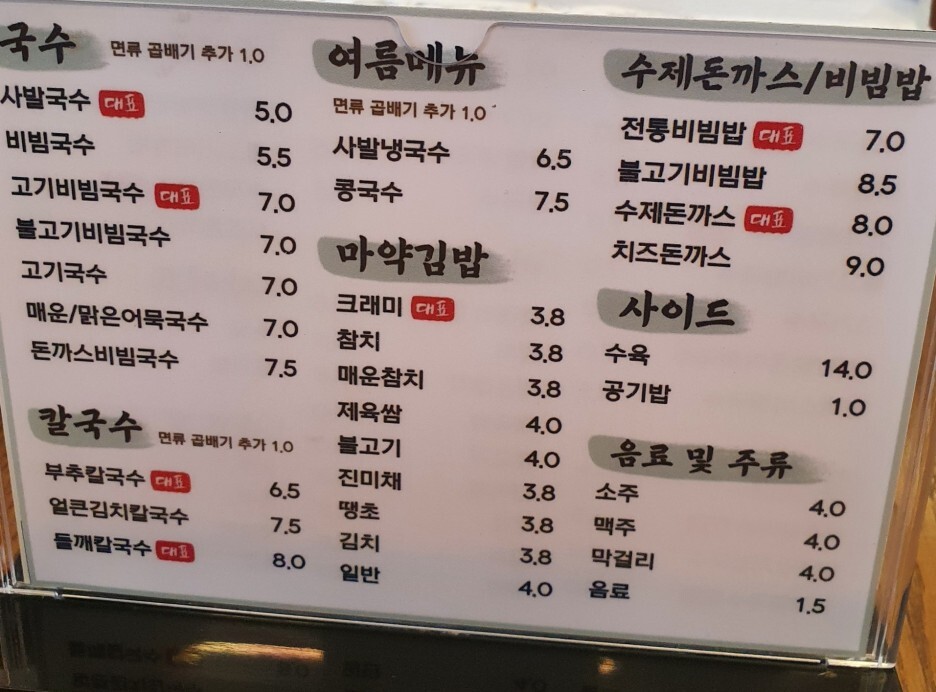 국수 면류 곱배기 추가 1.0
사발국수 대표 5.0
비빔국수 5.5
고기비빔국수 대표 7.0
불고기비빔국수 7.0
고기국수 7.0
매운/맑은어묵국수 7.0
돈까스비빔국수 7.5
칼국수 면류 곱배기 추가 1.0
부추칼국수 대표 6.5
얼큰김치칼국수 7.5
들깨칼국수 대표 8.0
여름메뉴
면류 곱배기 추가 1.0
사발냉국수 6.5
콩국수 7.5
마약김밥
크래미 대표 3.8
참치 3.8
매운참치 3.8
제육쌈 4.0
불고기 4.0
진미채 3.8
땡초 3.8
김치 3.8
일반 4.0
수제돈까스/비빔밥
전통비빔밥 대표 7.0
불고기비빔밥 8.5
수제돈까스 대표 8.0
치즈돈까스 9.0
사이드
수육 14.0
공기밥 1.0
음료 및 주류
소주 4.0
맥주 4.0
막걸리 4.0
음료 1.5